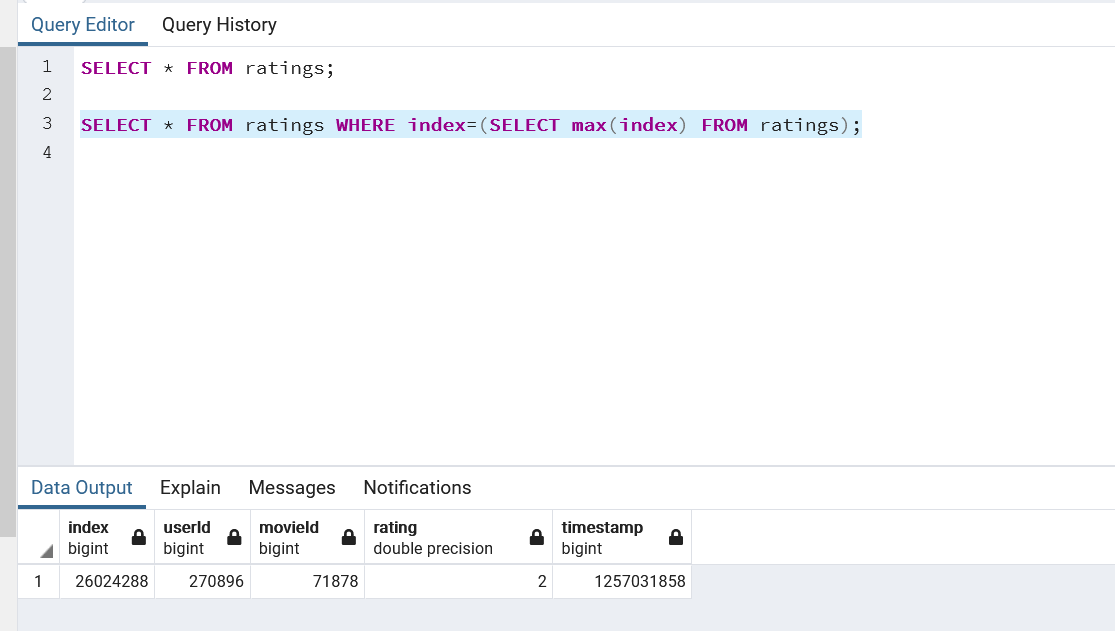 Query Editor Query History
1 SELECT * FROM ratings;
2
3 SELECT * FROM ratings WHERE index=(SELECT max(index) FROM ratings);
4
Data Output Explain Messages Notifications
index userId movieId rating timestamp
bigint bigint bigint double precision bigint
1 26024288 270896 71878 2 1257031858